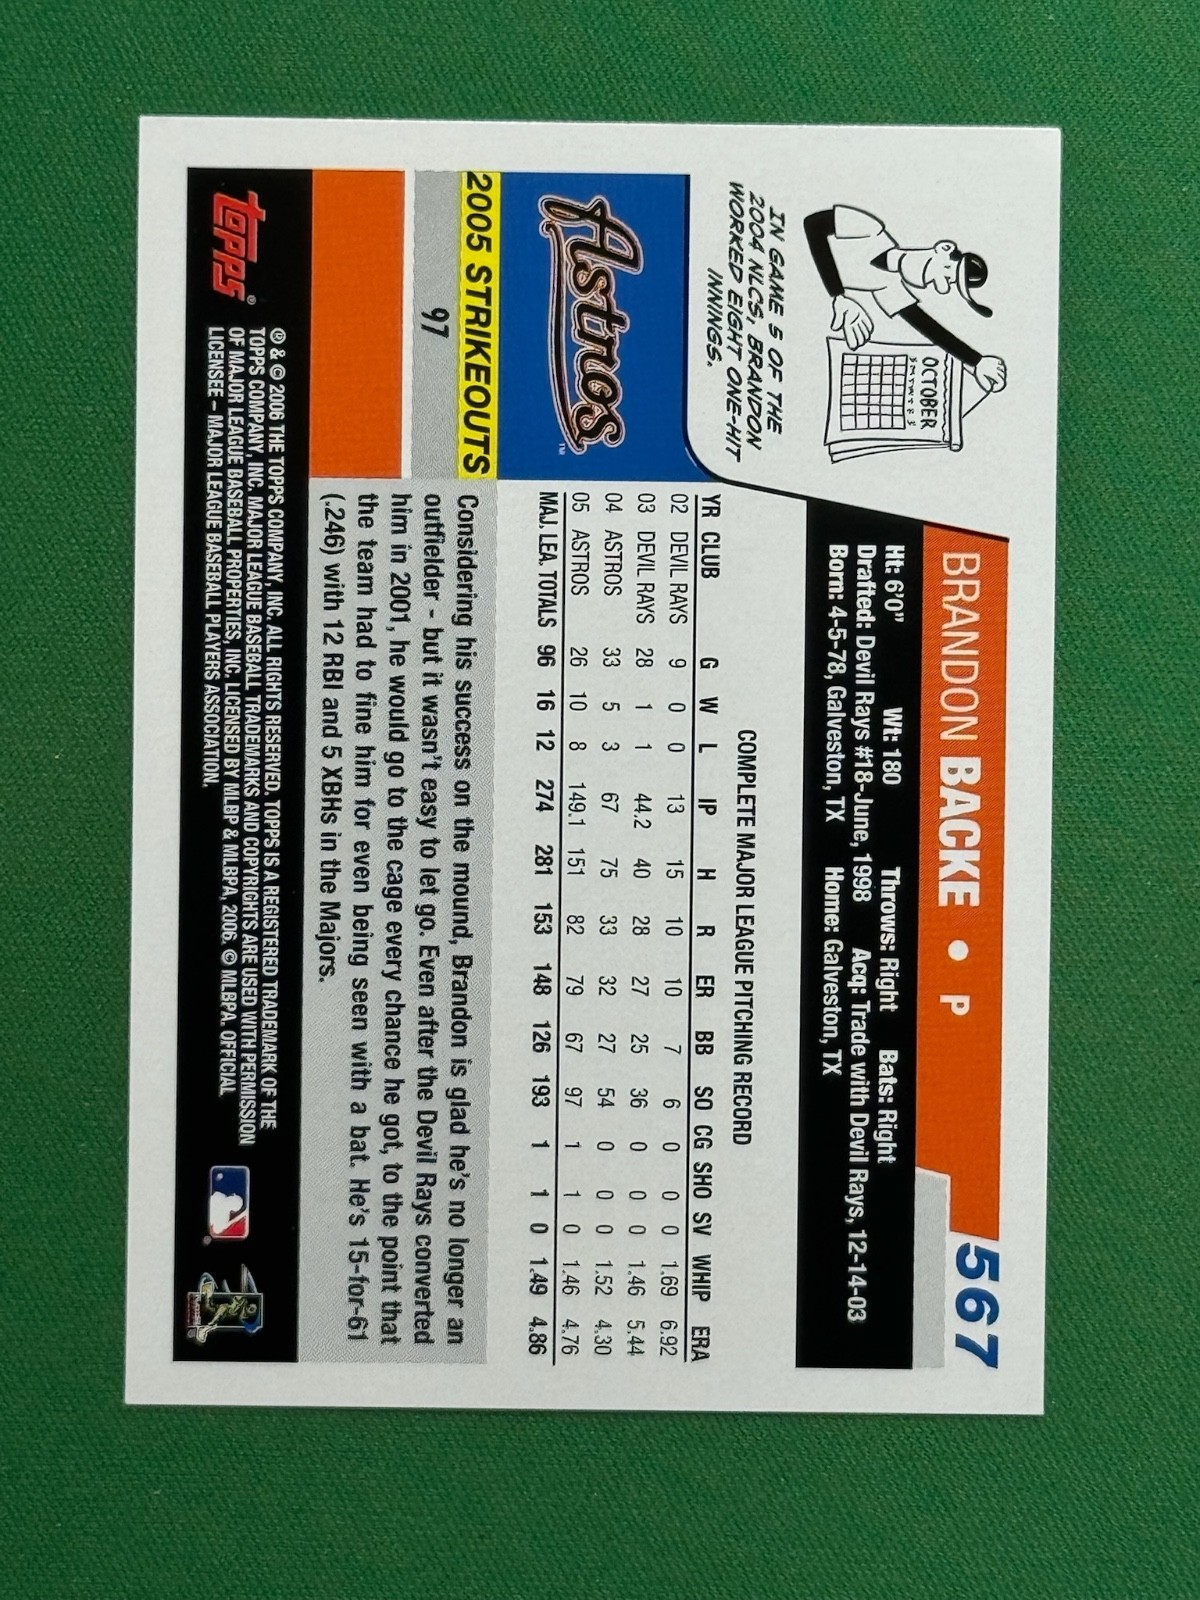 567
BRANDON BACKE • P
Ht: 6'0" Wt: 180 Throws: Right Bats: Right
Drafted: Devil Rays #18-June, 1998 Acq: Trade with Devil Rays, 12-14-03
Born: 4-5-78, Galveston, TX Home: Galveston, TX
OCTOBER
S M T W T F S
IN GAME 5 OF THE
2004 NLCS, BRANDON
WORKED EIGHT ONE-HIT
INNINGS.
COMPLETE MAJOR LEAGUE PITCHING RECORD
YR CLUB G W L IP H R ER BB SO CG SHO SV WHIP ERA
02 DEVIL RAYS 9 0 0 13 15 10 10 7 6 0 0 0 1.69 6.92
03 DEVIL RAYS 28 1 1 44.2 40 28 27 25 36 0 0 0 1.46 5.44
04 ASTROS 33 5 3 67 75 33 32 27 54 0 0 0 1.52 4.30
05 ASTROS 26 10 8 149.1 151 82 79 67 97 1 1 0 1.46 4.76
MAJ. LEA. TOTALS 96 16 12 274 281 153 148 126 193 1 1 0 1.49 4.86
Astros™
2005 STRIKEOUTS
97
Considering his success on the mound, Brandon is glad he's no longer an
outfielder - but it wasn't easy to let go. Even after the Devil Rays converted
him in 2001, he would go to the cage every chance he got, to the point that
the team had to fine him for even being seen with a bat. He's 15-for-61
(.246) with 12 RBI and 5 XBHs in the Majors.
Topps®
® & © 2006 THE TOPPS COMPANY, INC. ALL RIGHTS RESERVED. TOPPS IS A REGISTERED TRADEMARK OF THE
TOPPS COMPANY, INC. MAJOR LEAGUE BASEBALL TRADEMARKS AND COPYRIGHTS ARE USED WITH PERMISSION
OF MAJOR LEAGUE BASEBALL PROPERTIES, INC. LICENSED BY MLBP & MLBPA, 2006. © MLBPA. OFFICIAL
LICENSEE – MAJOR LEAGUE BASEBALL PLAYERS ASSOCIATION.